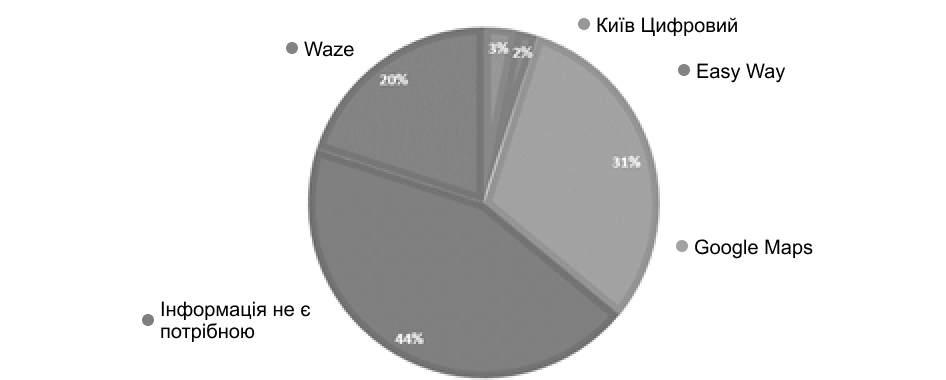 Київ Цифровий
Waze
3%
2%
Easy Way
20%
31%
Google Maps
Інформація не є
потрібною
44%